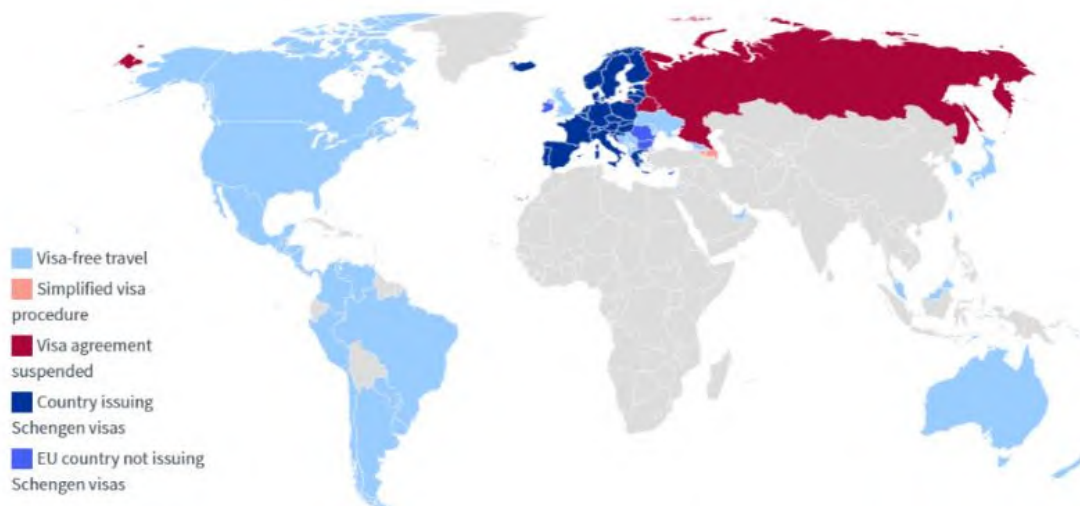 Visa-free travel
Simplified visa
procedure
Visa agreement
suspended
Country issuing
Schengen visas
EU country not issuing
Schengen visas